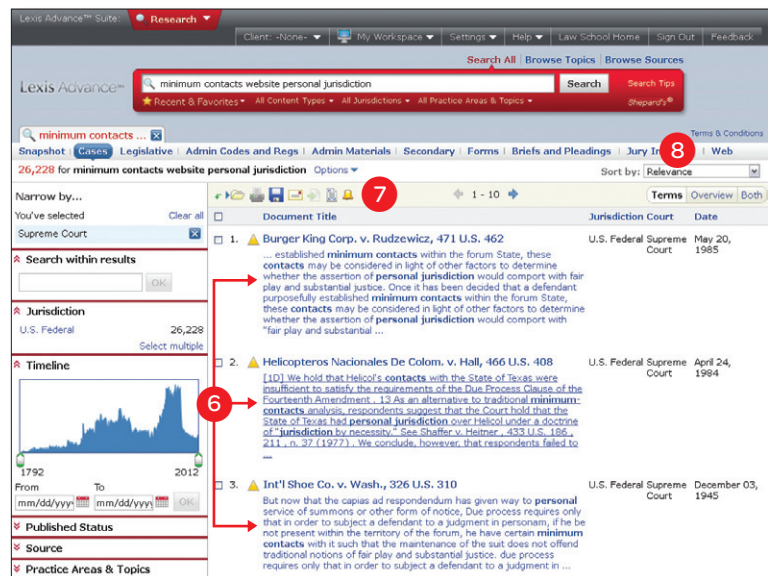 Lexis Advance™ Suite: Research
Client: -None- My Workspace Settings Help Law School Home Sign Out Feedback
Search All | Browse Topics | Browse Sources
Lexis Advance™ minimum contacts website personal jurisdiction Search Search Tips
Recent & Favorites All Content Types All Jurisdictions All Practice Areas & Topics Shepard's®
minimum contacts ... Terms & Conditions
Snapshot Cases Legislative Admin Codes and Regs Admin Materials Secondary Forms Briefs and Pleadings Jury Web
8
26,228 for minimum contacts website personal jurisdiction Options Sort by: Relevance
Narrow by... 7 1 - 10 Terms Overview Both
You've selected Clear all Document Title Jurisdiction Court Date
Supreme Court
Search within results
OK
Jurisdiction
U.S. Federal 26,228
Select multiple
Timeline
1792 2012
From To
mm/dd/yyyy mm/dd/yyyy OK
Published Status
Source
Practice Areas & Topics
6
1. Burger King Corp. v. Rudzewicz, 471 U.S. 462 U.S. Federal Supreme Court May 20, 1985
... established minimum contacts within the forum State, these
contacts may be considered in light of other factors to determine
whether the assertion of personal jurisdiction would comport with fair
play and substantial justice. Once it has been decided that a defendant
purposefully established minimum contacts within the forum State,
these contacts may be considered in light of other factors to determine
whether the assertion of personal jurisdiction would comport with
"fair play and substantial ...
2. Helicopteros Nacionales De Colom. v. Hall, 466 U.S. 408 U.S. Federal Supreme Court April 24, 1984
[1D] We hold that Helicol's contacts with the State of Texas were
insufficient to satisfy the requirements of the Due Process Clause of the
Fourteenth Amendment . 13 As an alternative to traditional minimum-
contacts analysis, respondents suggest that the Court hold that the
State of Texas had personal jurisdiction over Helicol under a doctrine
of "jurisdiction by necessity." See Shaffer v. Heitner , 433 U.S. 186 ,
211 , n. 37 (1977) . We conclude, however, that respondents failed to
...
3. Int'l Shoe Co. v. Wash., 326 U.S. 310 U.S. Federal Supreme Court December 03, 1945
But now that the capias ad respondendum has given way to personal
service of summons or other form of notice, Due process requires only
that in order to subject a defendant to a judgment in personam, if he be
not present within the territory of the forum, he have certain minimum
contacts with it such that the maintenance of the suit does not offend
traditional notions of fair play and substantial justice. due process
requires only that in order to subject a defendant to a judgment in ...